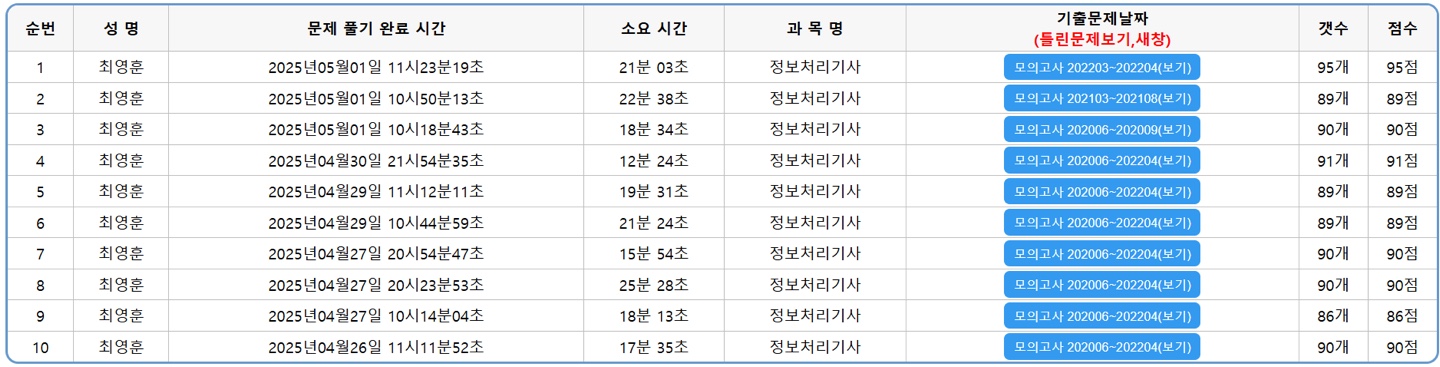 순번 성 명 문제 풀기 완료 시간 소요 시간 과 목 명 기출문제날짜 갯수 점수
(틀린문제보기,새창)
1 최영훈 2025년05월01일 11시23분19초 21분 03초 정보처리기사 모의고사 202203~202204(보기) 95개 95점
2 최영훈 2025년05월01일 10시50분13초 22분 38초 정보처리기사 모의고사 202103~202108(보기) 89개 89점
3 최영훈 2025년05월01일 10시18분43초 18분 34초 정보처리기사 모의고사 202006~202009(보기) 90개 90점
4 최영훈 2025년04월30일 21시54분35초 12분 24초 정보처리기사 모의고사 202006~202204(보기) 91개 91점
5 최영훈 2025년04월29일 11시12분11초 19분 31초 정보처리기사 모의고사 202006~202204(보기) 89개 89점
6 최영훈 2025년04월29일 10시44분59초 21분 24초 정보처리기사 모의고사 202006~202204(보기) 89개 89점
7 최영훈 2025년04월27일 20시54분47초 15분 54초 정보처리기사 모의고사 202006~202204(보기) 90개 90점
8 최영훈 2025년04월27일 20시23분53초 25분 28초 정보처리기사 모의고사 202006~202204(보기) 90개 90점
9 최영훈 2025년04월27일 10시14분04초 18분 13초 정보처리기사 모의고사 202006~202204(보기) 86개 86점
10 최영훈 2025년04월26일 11시11분52초 17분 35초 정보처리기사 모의고사 202006~202204(보기) 90개 90점